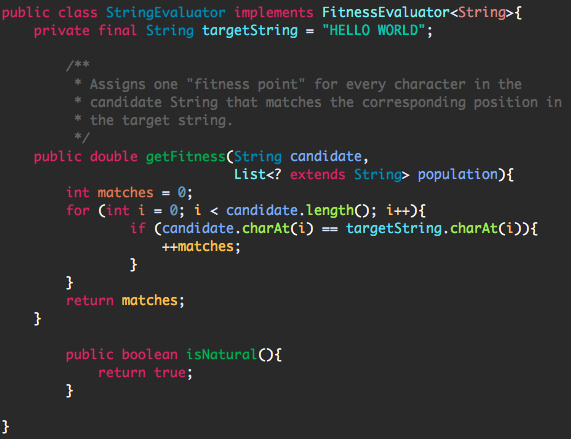 public class StringEvaluator implements FitnessEvaluator<String>{
    private final String targetString = "HELLO WORLD";

        /**
         * Assigns one "fitness point" for every character in the
         * candidate String that matches the corresponding position in
         * the target string.
         */
    public double getFitness(String candidate,
                             List<? extends String> population){
        int matches = 0;
        for (int i = 0; i < candidate.length(); i++){
                if (candidate.charAt(i) == targetString.charAt(i)){
                    ++matches;
                }
        }
        return matches;
    }

        public boolean isNatural(){
            return true;
        }

}